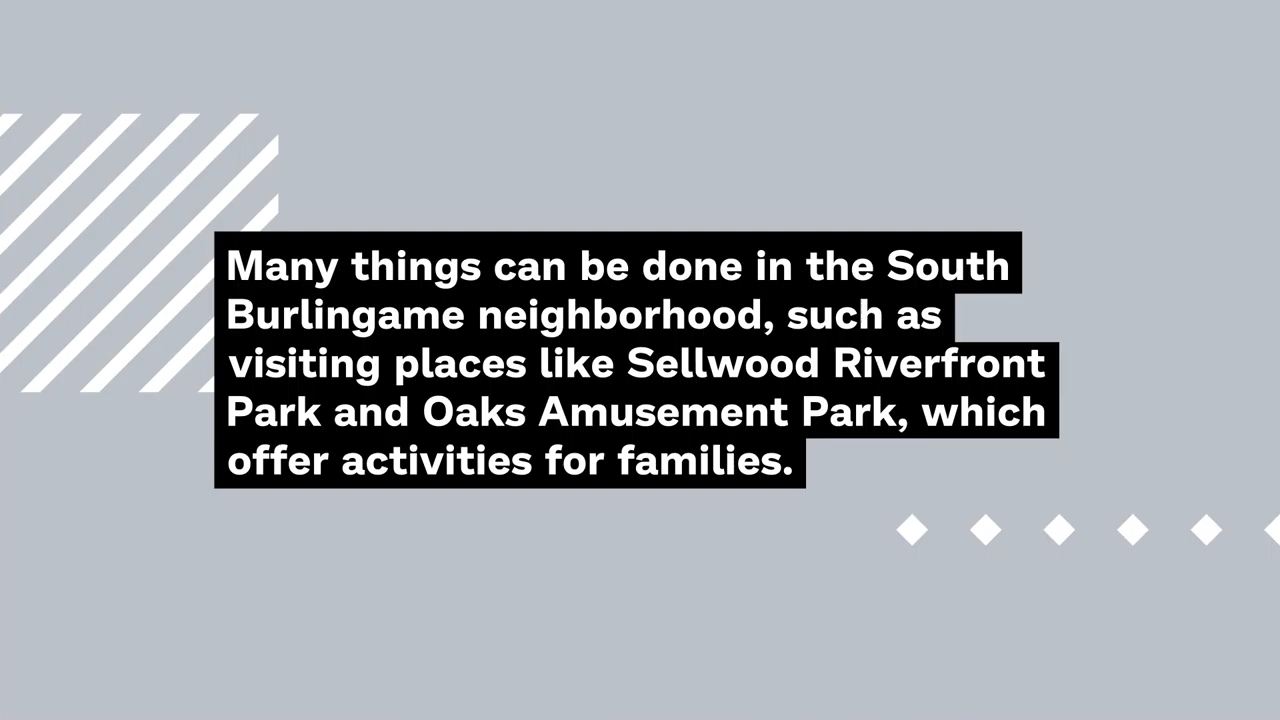 Many things can be done in the South
Burlingame neighborhood, such as
visiting places like Sellwood Riverfront
Park and Oaks Amusement Park, which
offer activities for families.